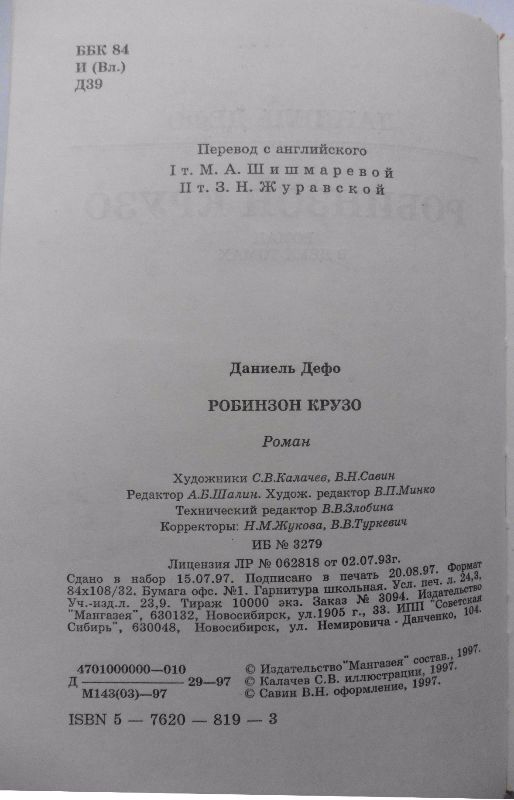 ББК 84
И (Вл.)
Д39
Перевод с английского
I т. М. А. Шишмаревой
II т. З. Н. Журавской
Даниель Дефо
РОБИНЗОН КРУЗО
Роман
Художники С.В.Калачев, В.Н.Савин
Редактор А.Б.Шалин. Худож. редактор В.П.Минко
Технический редактор В.В.Злобина
Корректоры: Н.М.Жукова, В.В.Туркевич
ИБ № 3279
Лицензия ЛР № 062818 от 02.07.93г.
Сдано в набор 15.07.97. Подписано в печать 20.08.97. Формат
84х108/32. Бумага офс. №1. Гарнитура школьная. Усл. печ. л. 24,3.
Уч.-изд.л. 23,9. Тираж 10000 экз. Заказ № 3094. Издательство
"Мангазея", 630132, Новосибирск, ул.1905 г., 33. ИПП "Советская
Сибирь", 630048, Новосибирск, ул. Немировича-Данченко, 104.
4701000000—010
Д ——— 29—97
М143(03)—97
© Издательство"Мангазея" состав., 1997.
© Калачев С.В. иллюстрации, 1997.
© Савин В.Н. оформление, 1997.
ISBN 5 — 7620 — 819 — 3